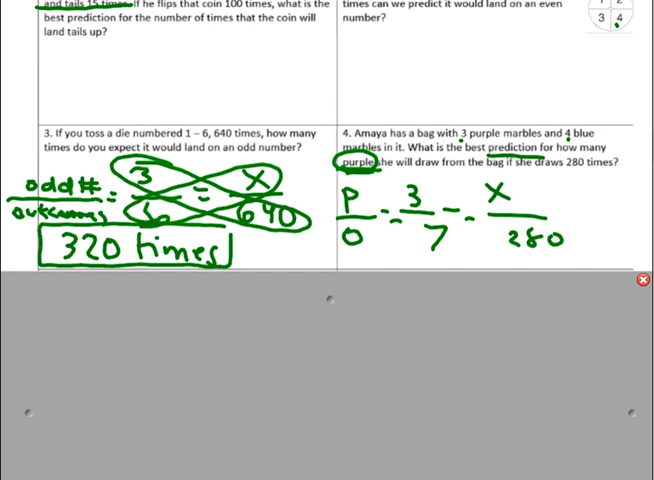 and tails 15 times. If he flips that coin 100 times, what is the
best prediction for the number of times that the coin will
land tails up?
times can we predict it would land on an even
number?
1 2
3 4
3. If you toss a die numbered 1 – 6, 640 times, how many
times do you expect it would land on an odd number?
odd # = 3 = X
outcomes 6 640
320 times
4. Amaya has a bag with 3 purple marbles and 4 blue
marbles in it. What is the best prediction for how many
purple she will draw from the bag if she draws 280 times?
P = 3 = X
O 7 280